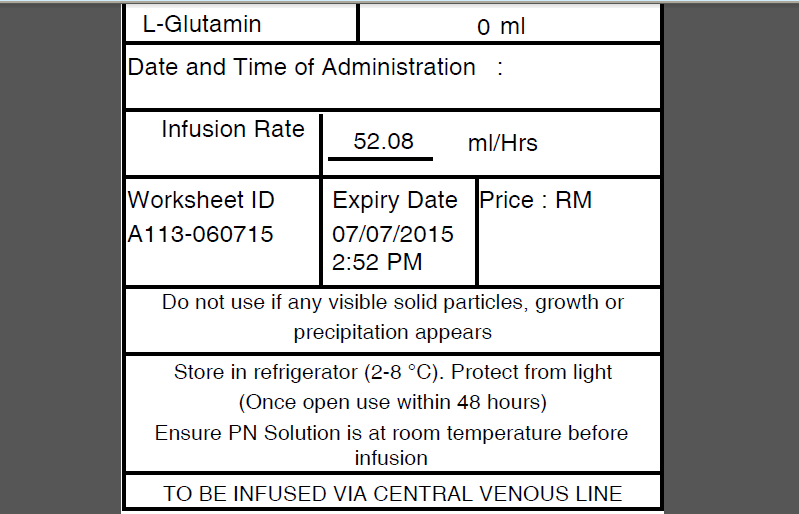 L-Glutamin 0 ml
Date and Time of Administration :
Infusion Rate 52.08 ml/Hrs
Worksheet ID
A113-060715
Expiry Date
07/07/2015
2:52 PM
Price : RM
Do not use if any visible solid particles, growth or
precipitation appears
Store in refrigerator (2-8 °C). Protect from light
(Once open use within 48 hours)
Ensure PN Solution is at room temperature before
infusion
TO BE INFUSED VIA CENTRAL VENOUS LINE